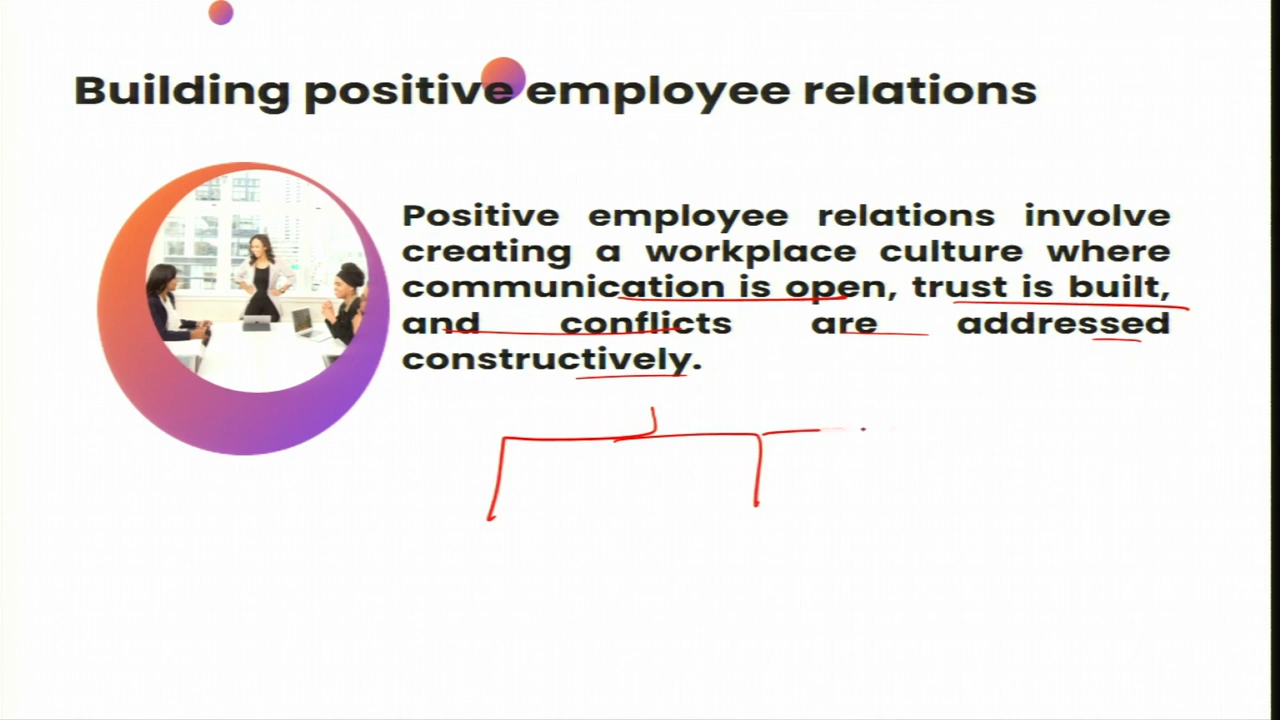 Building positive employee relations
Positive employee relations involve
creating a workplace culture where
communication is open, trust is built,
and conflicts are addressed
constructively.